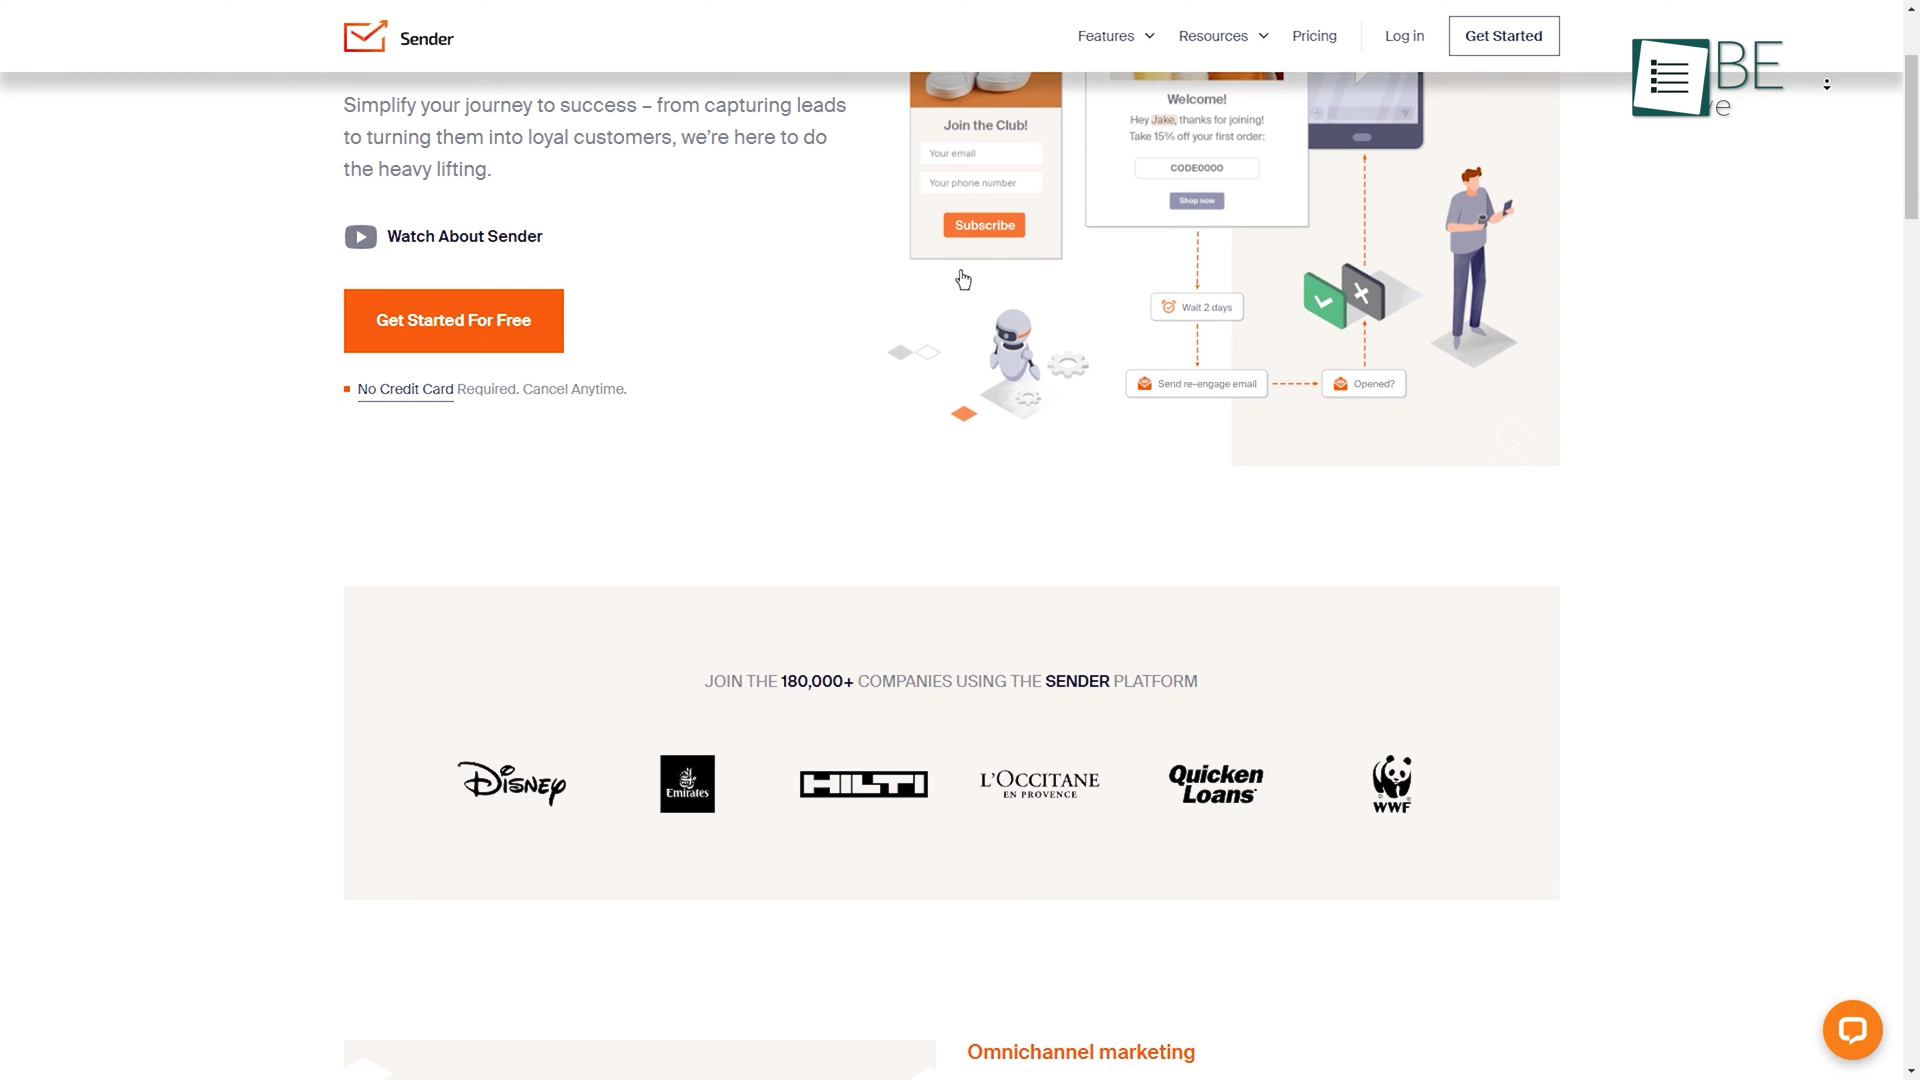 Sender
Features
Resources
Pricing
Log in
Get Started
BE
Simplify your journey to success – from capturing leads
to turning them into loyal customers, we're here to do
the heavy lifting.
Watch About Sender
Get Started For Free
No Credit Card Required. Cancel Anytime.
Join the Club!
Your email
Your phone number
Subscribe
Welcome!
Hey Jake, thanks for joining!
Take 15% off your first order:
CODE0000
Shop now
Wait 2 days
Send re-engage email
Opened?
JOIN THE 180,000+ COMPANIES USING THE SENDER PLATFORM
DISNEY
Emirates
HILTI
L'OCCITANE
EN PROVENCE
Quicken
Loans
WWF
Omnichannel marketing